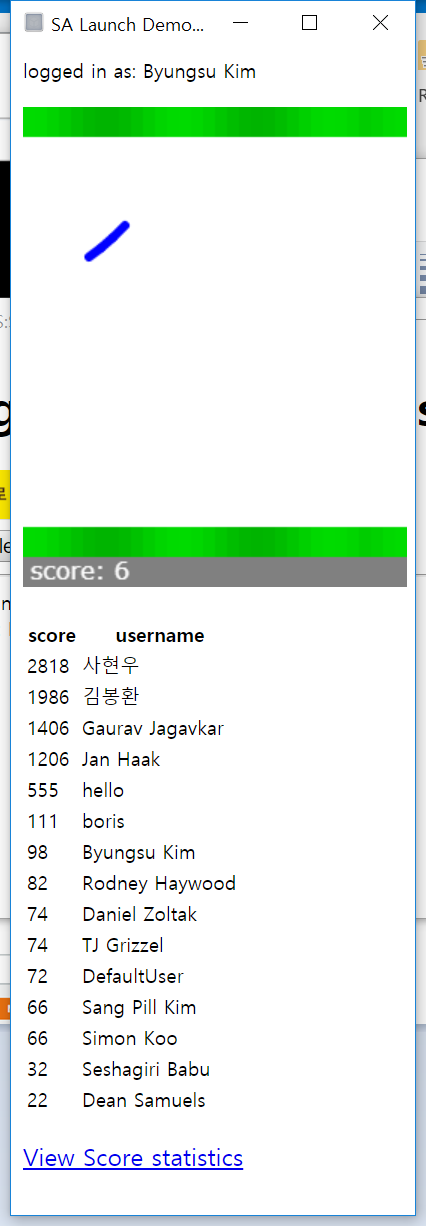 SA Launch Demo...
logged in as: Byungsu Kim
score: 6
score username
2818 사현우
1986 김봉환
1406 Gaurav Jagavkar
1206 Jan Haak
555 hello
111 boris
98 Byungsu Kim
82 Rodney Haywood
74 Daniel Zoltak
74 TJ Grizzel
72 DefaultUser
66 Sang Pill Kim
66 Simon Koo
32 Seshagiri Babu
22 Dean Samuels
View Score statistics